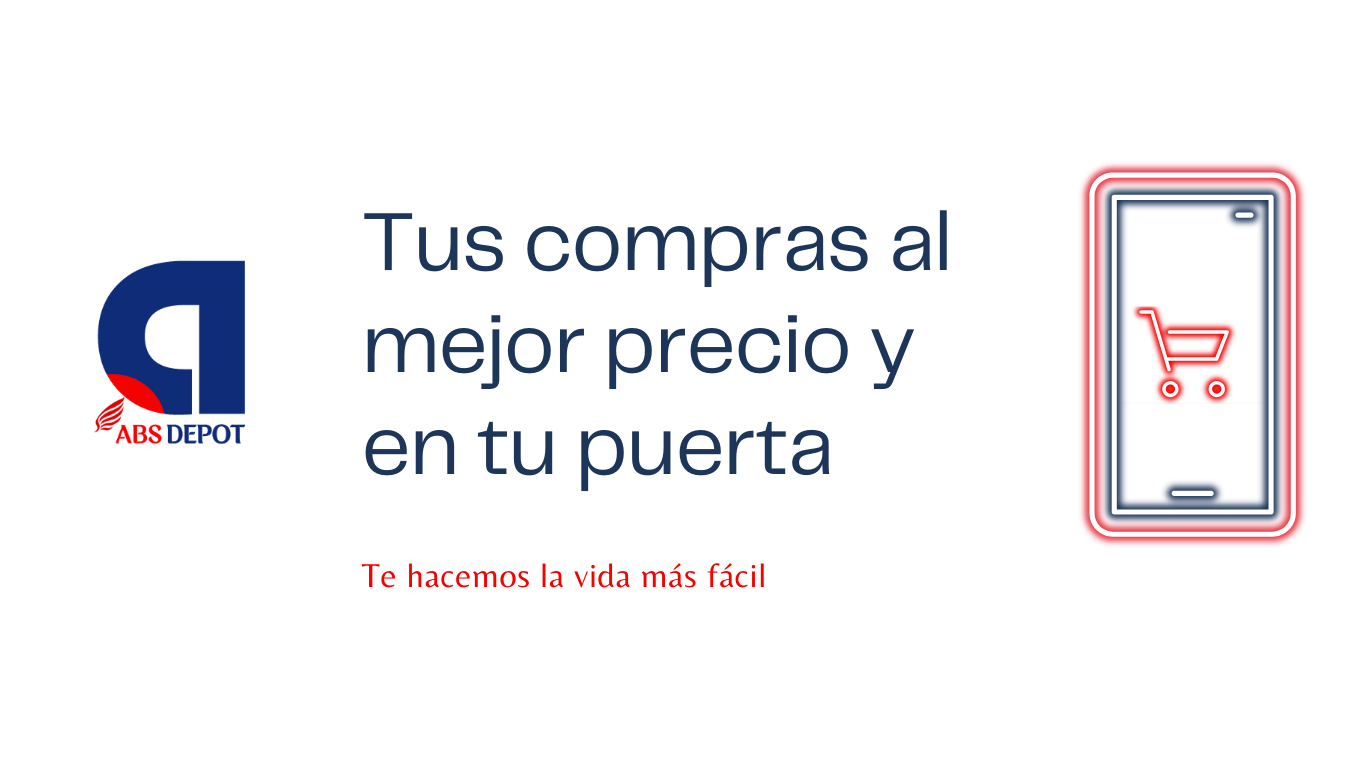 Tus compras al
mejor precio y
en tu puerta
ABS DEPOT
Te hacemos la vida más fácil